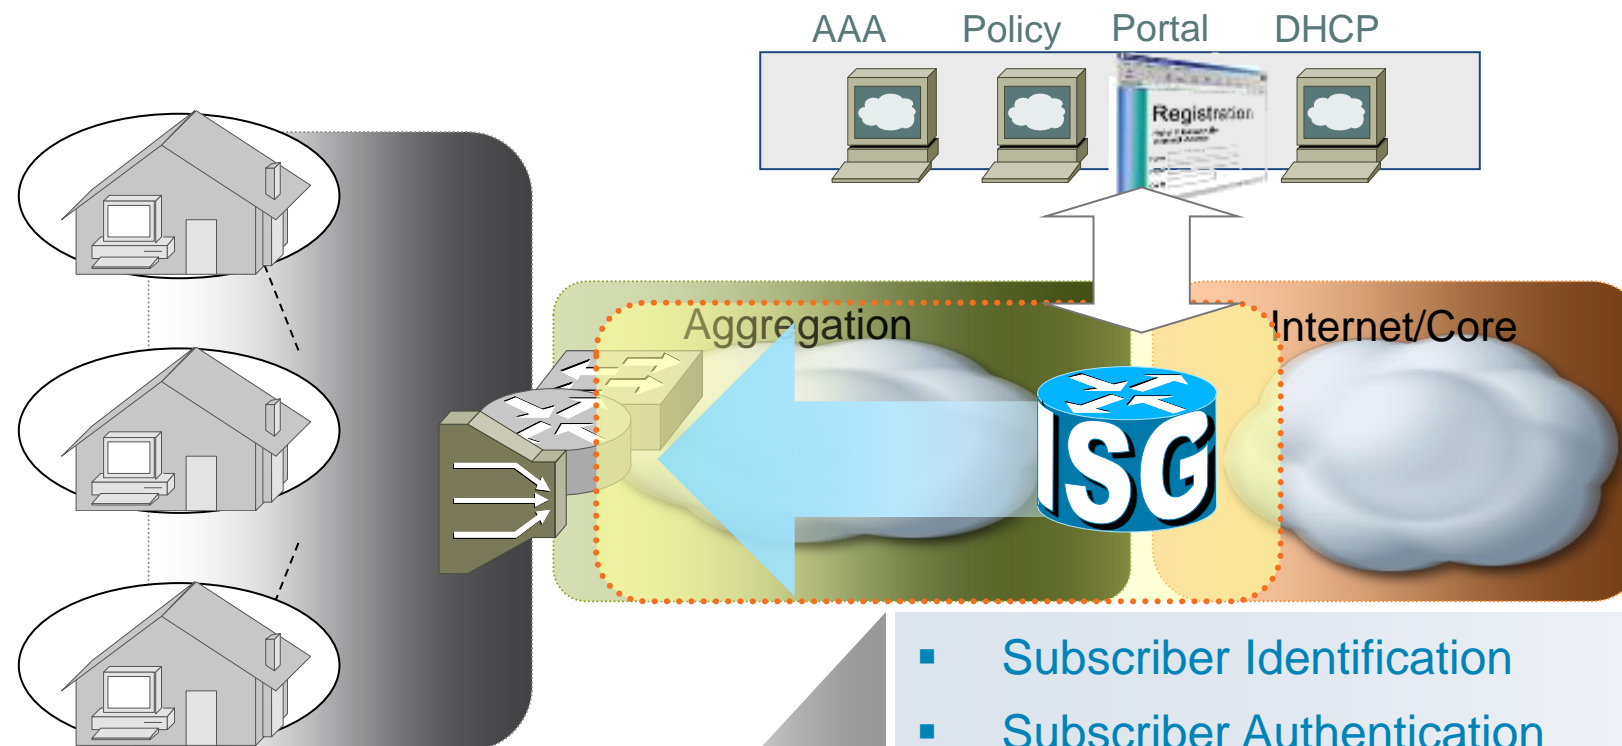 AAA Policy Portal DHCP
Registration
Aggregation
Internet/Core
ISG
▪ Subscriber Identification
▪ Subscriber Authentication